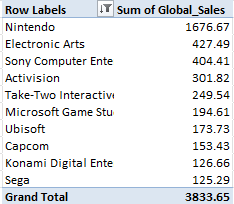 Row Labels Sum of Global_Sales
Nintendo 1676.67
Electronic Arts 427.49
Sony Computer Ente 404.41
Activision 301.82
Take-Two Interactive 249.54
Microsoft Game Stu 194.61
Ubisoft 173.73
Capcom 153.43
Konami Digital Ente 126.66
Sega 125.29
Grand Total 3833.65